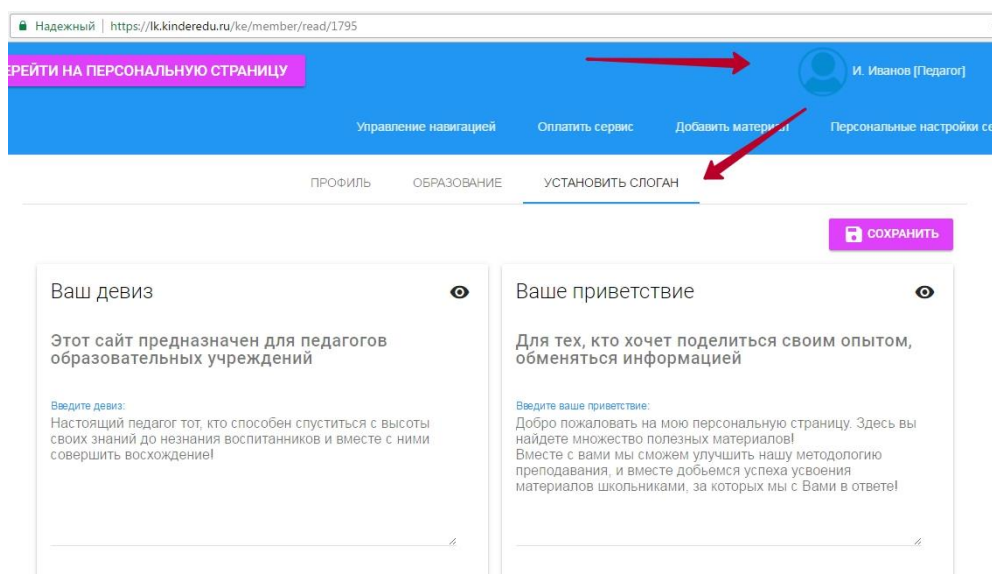 Надежный | https://lk.kinderedu.ru/ke/member/read/1795
ЕРЕЙТИ НА ПЕРСОНАЛЬНУЮ СТРАНИЦУ
И. Иванов [Педагог]
Управление навигацией Оплатить сервис Добавить материал Персональные настройки се
ПРОФИЛЬ ОБРАЗОВАНИЕ УСТАНОВИТЬ СЛОГАН
СОХРАНИТЬ
Ваш девиз
Этот сайт предназначен для педагогов
образовательных учреждений
Введите девиз:
Настоящий педагог тот, кто способен спуститься с высоты
своих знаний до незнания воспитанников и вместе с ними
совершить восхождение!
Ваше приветствие
Для тех, кто хочет поделиться своим опытом,
обменяться информацией
Введите ваше приветствие:
Добро пожаловать на мою персональную страницу. Здесь вы
найдете множество полезных материалов!
Вместе с вами мы сможем улучшить нашу методологию
преподавания, и вместе добьемся успеха усвоения
материалов школьниками, за которых мы с Вами в ответе!